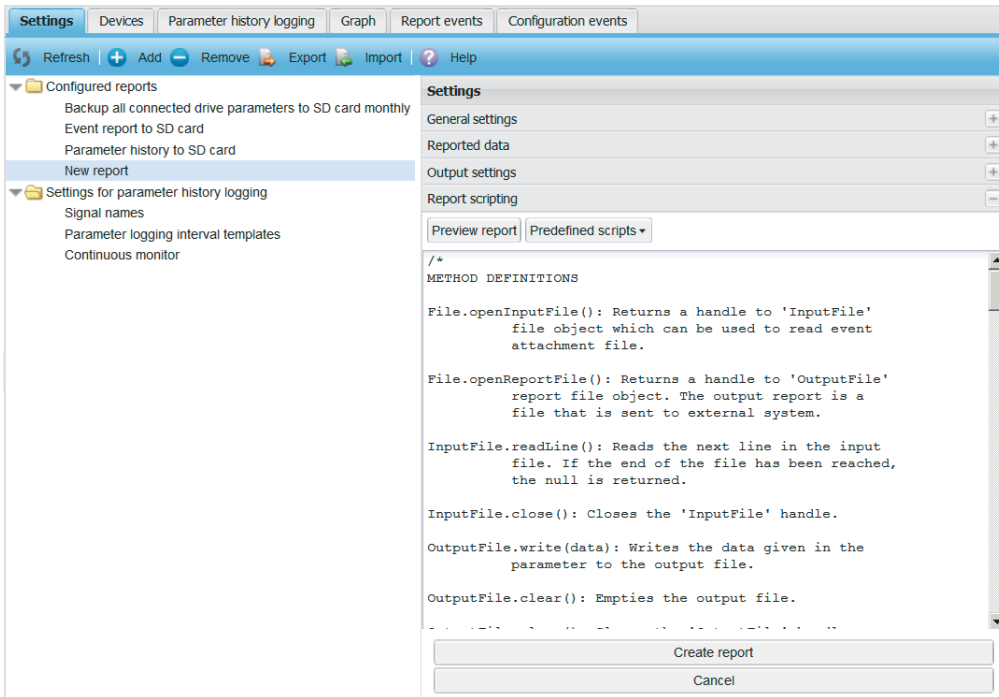 Settings Devices Parameter history logging Graph Report events Configuration events
Refresh Add Remove Export Import ? Help
Configured reports
Backup all connected drive parameters to SD card monthly
Event report to SD card
Parameter history to SD card
New report
Settings for parameter history logging
Signal names
Parameter logging interval templates
Continuous monitor
Settings
General settings
Reported data
Output settings
Report scripting
Preview report Predefined scripts
/*
METHOD DEFINITIONS
File.openInputFile(): Returns a handle to 'InputFile'
file object which can be used to read event
attachment file.
File.openReportFile(): Returns a handle to 'OutputFile'
report file object. The output report is a
file that is sent to external system.
InputFile.readLine(): Reads the next line in the input
file. If the end of the file has been reached,
the null is returned.
InputFile.close(): Closes the 'InputFile' handle.
OutputFile.write(data): Writes the data given in the
parameter to the output file.
OutputFile.clear(): Empties the output file.
Create report
Cancel